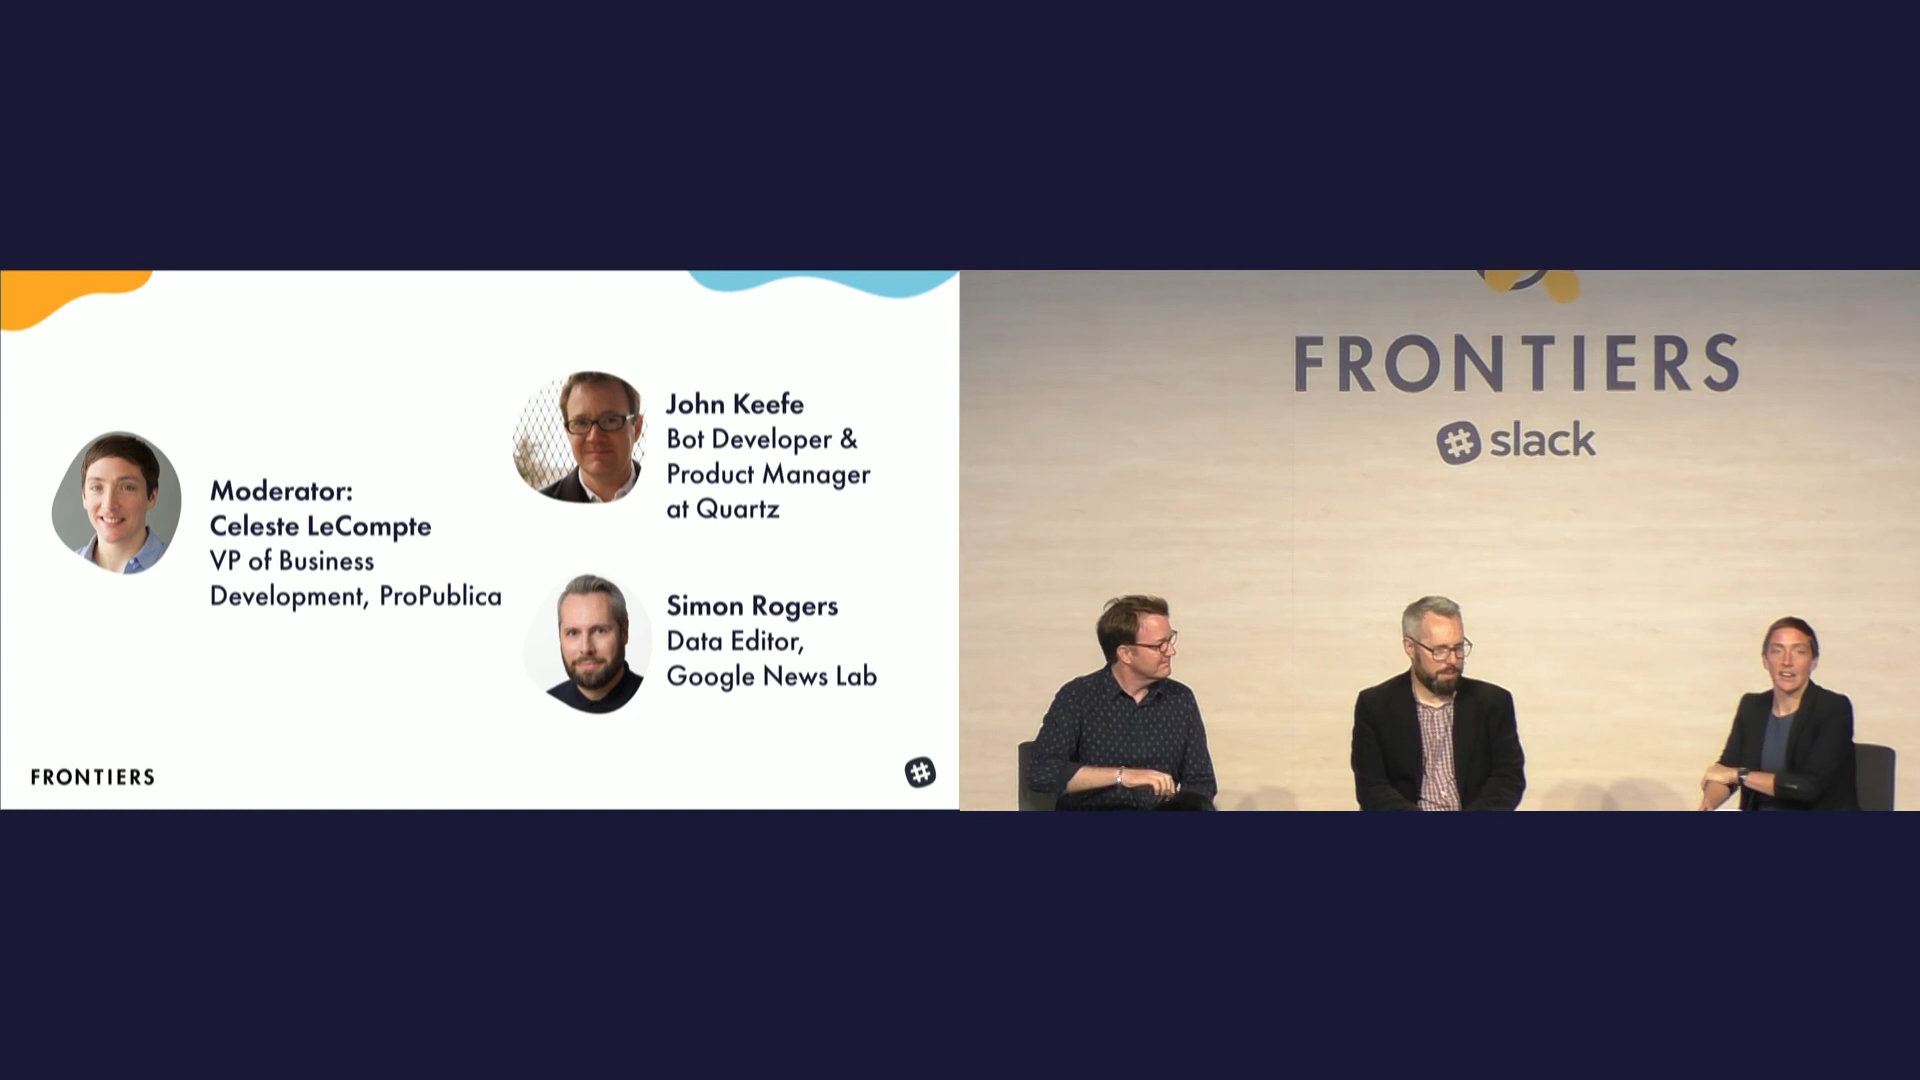 Moderator:
Celeste LeCompte
VP of Business
Development, ProPublica
John Keefe
Bot Developer &
Product Manager
at Quartz
Simon Rogers
Data Editor,
Google News Lab
FRONTIERS
FRONTIERS
slack